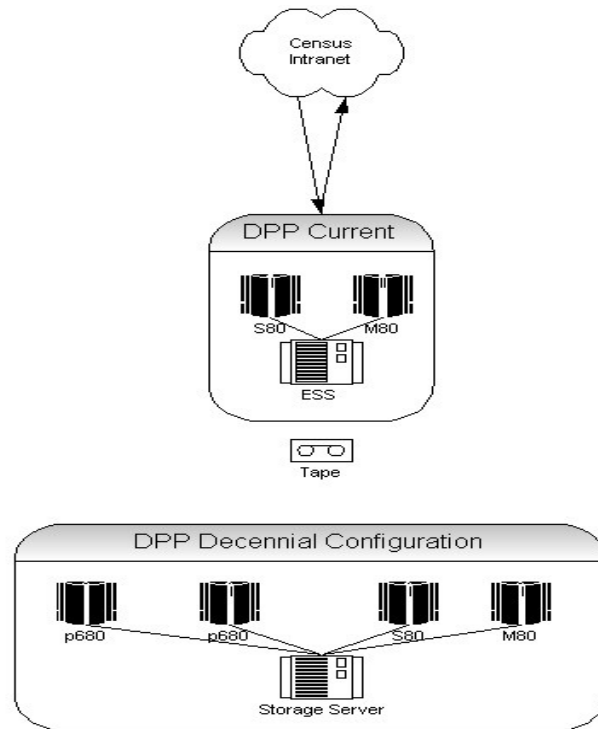 Census
Intranet
DPP Current
S80
M80
ESS
Tape
DPP Decennial Configuration
p680
p680
S80
M80
Storage Server